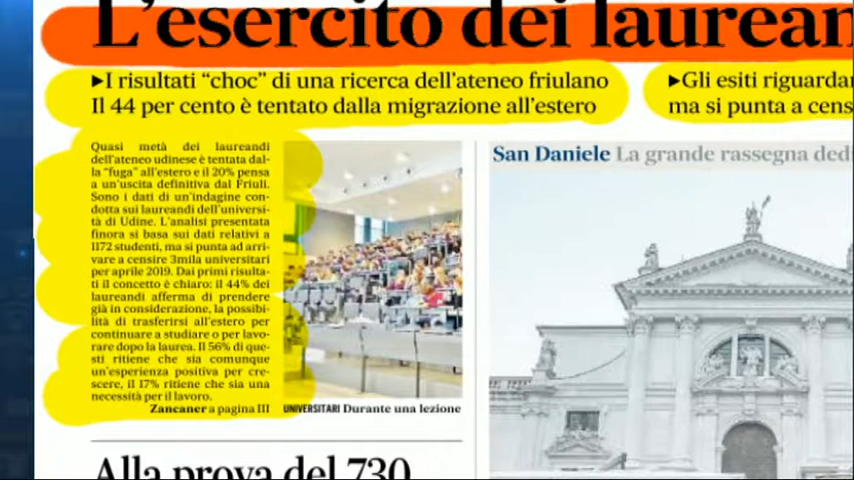 L'esercito dei laurean
▸I risultati “choc” di una ricerca dell'ateneo friulano
Il 44 per cento è tentato dalla migrazione all'estero
▸Gli esiti riguardan
ma si punta a cens
Quasi metà dei laureandi
dell'ateneo udinese è tentata dal-
la “fuga” all'estero e il 20% pensa
a un'uscita definitiva dal Friuli.
Sono i dati di un'indagine con-
dotta sui laureandi dell'universi-
tà di Udine. L'analisi presentata
finora si basa sui dati relativi a
1172 studenti, ma si punta ad arri-
vare a censire 3mila universitari
per aprile 2019. Dai primi risulta-
ti il concetto è chiaro: il 44% dei
laureandi afferma di prendere
già in considerazione, la possibi-
lità di trasferirsi all'estero per
continuare a studiare o per lavo-
rare dopo la laurea. Il 56% di que-
sti ritiene che sia comunque
un'esperienza positiva per cre-
scere, il 17% ritiene che sia una
necessità per il lavoro.
Zancaner a pagina III
UNIVERSITARI Durante una lezione
San Daniele La grande rassegna dedi
Alla prova del 730